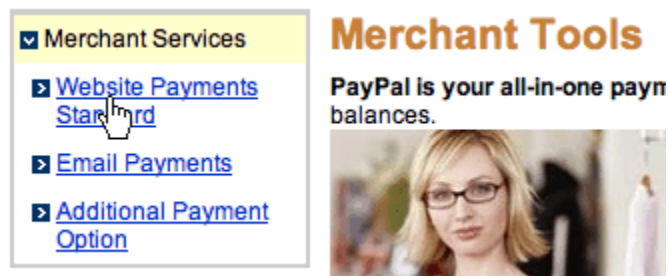 Merchant Services
Website Payments
Standard
Email Payments
Additional Payment
Option
Merchant Tools
PayPal is your all-in-one paym
balances.